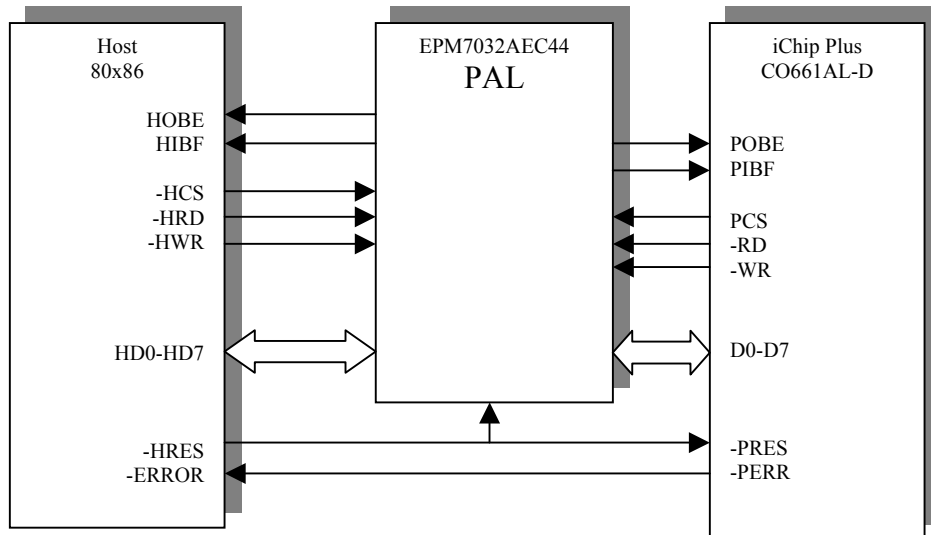 Host
80x86
HOBE
HIBF
-HCS
-HRD
-HWR
HD0-HD7
-HRES
-ERROR
EPM7032AEC44
PAL
iChip Plus
CO661AL-D
POBE
PIBF
PCS
-RD
-WR
D0-D7
-PRES
-PERR